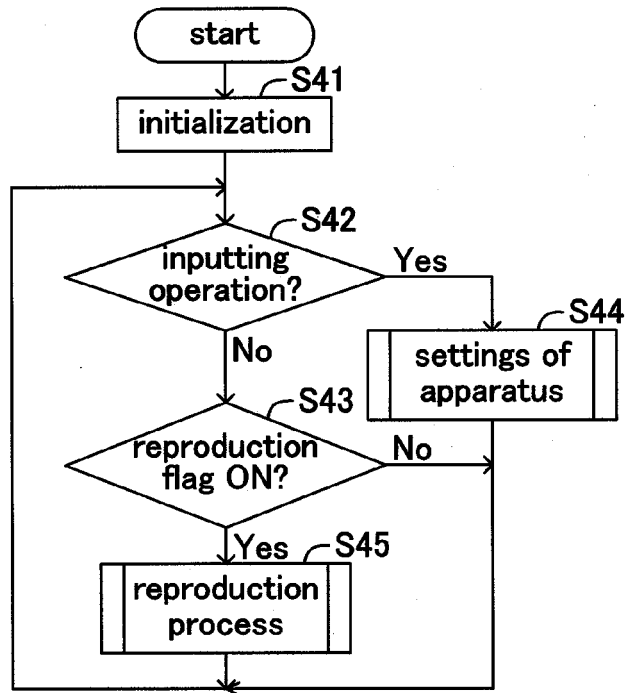 start
S41
initialization
S42
inputting
operation?
Yes
S44
settings of
apparatus
No
S43
reproduction
flag ON?
No
Yes
S45
reproduction
process